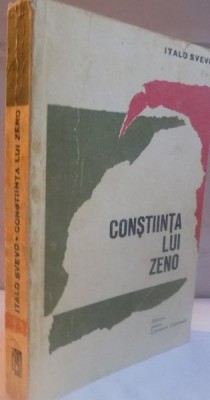 ITALO SVEVO
CONȘTIINȚA
LUI
ZENO
ITALO SVEVO • CONȘTIINȚA LUI ZENO